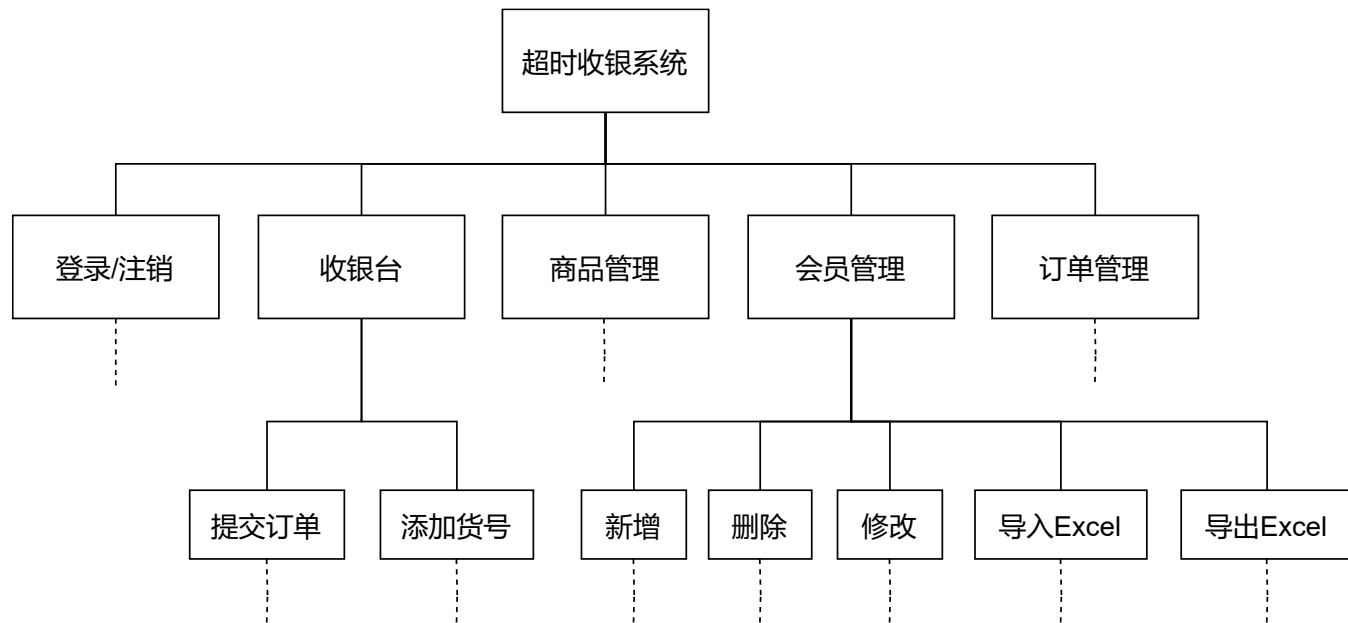 超时收银系统
登录/注销
收银台
商品管理
会员管理
订单管理
提交订单
添加货号
新增
删除
修改
导入Excel
导出Excel